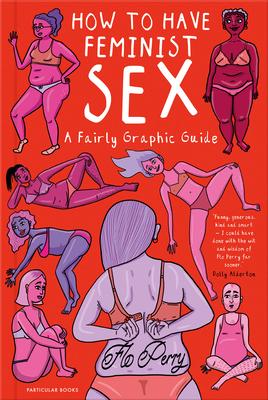 HOW TO HAVE
FEMINIST
SEX
A Fairly Graphic Guide
'Funny, generous,
kind and smart
– I could have
done with the wit
and wisdom of
Flo Perry far
sooner.'
Dolly Alderton
Flo Perry
PARTICULAR BOOKS